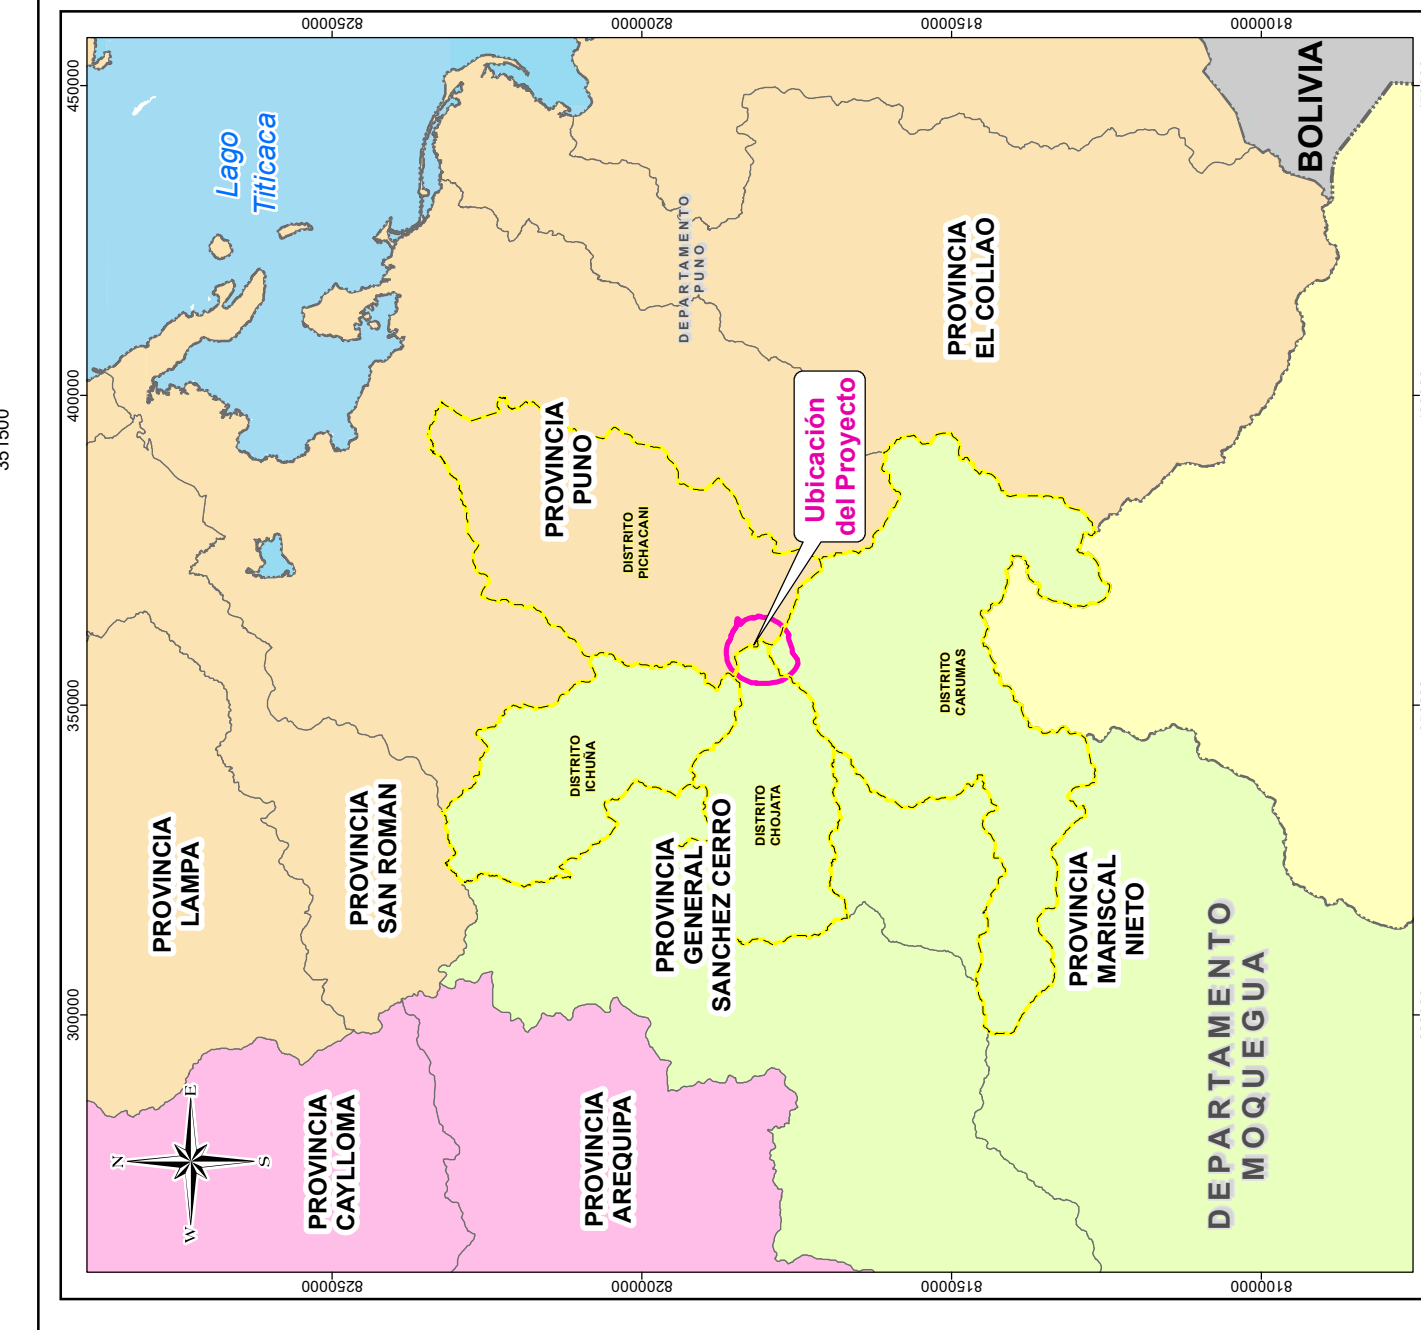 351500
8250000
8200000
8150000
8100000
450000
400000
350000
300000
Lago
Titicaca
BOLIVIA
DEPARTAMENTO
PUNO
PROVINCIA
EL COLLAO
PROVINCIA
PUNO
DISTRITO
PICHACANI
Ubicación
del Proyecto
DISTRITO
CARUMAS
DISTRITO
ICHUÑA
DISTRITO
CHOJATA
PROVINCIA
LAMPA
PROVINCIA
SAN ROMAN
PROVINCIA
GENERAL
SANCHEZ CERRO
PROVINCIA
MARISCAL
NIETO
DEPARTAMENTO
MOQUEGUA
PROVINCIA
CAYLLOMA
PROVINCIA
AREQUIPA
N
E
S
W
8250000
8200000
8150000
8100000